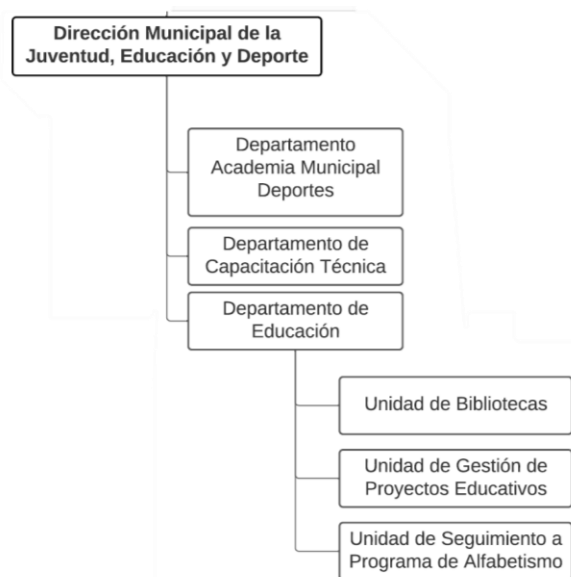 Dirección Municipal de la
Juventud, Educación y Deporte
Departamento
Academia Municipal
Deportes
Departamento de
Capacitación Técnica
Departamento de
Educación
Unidad de Bibliotecas
Unidad de Gestión de
Proyectos Educativos
Unidad de Seguimiento a
Programa de Alfabetismo